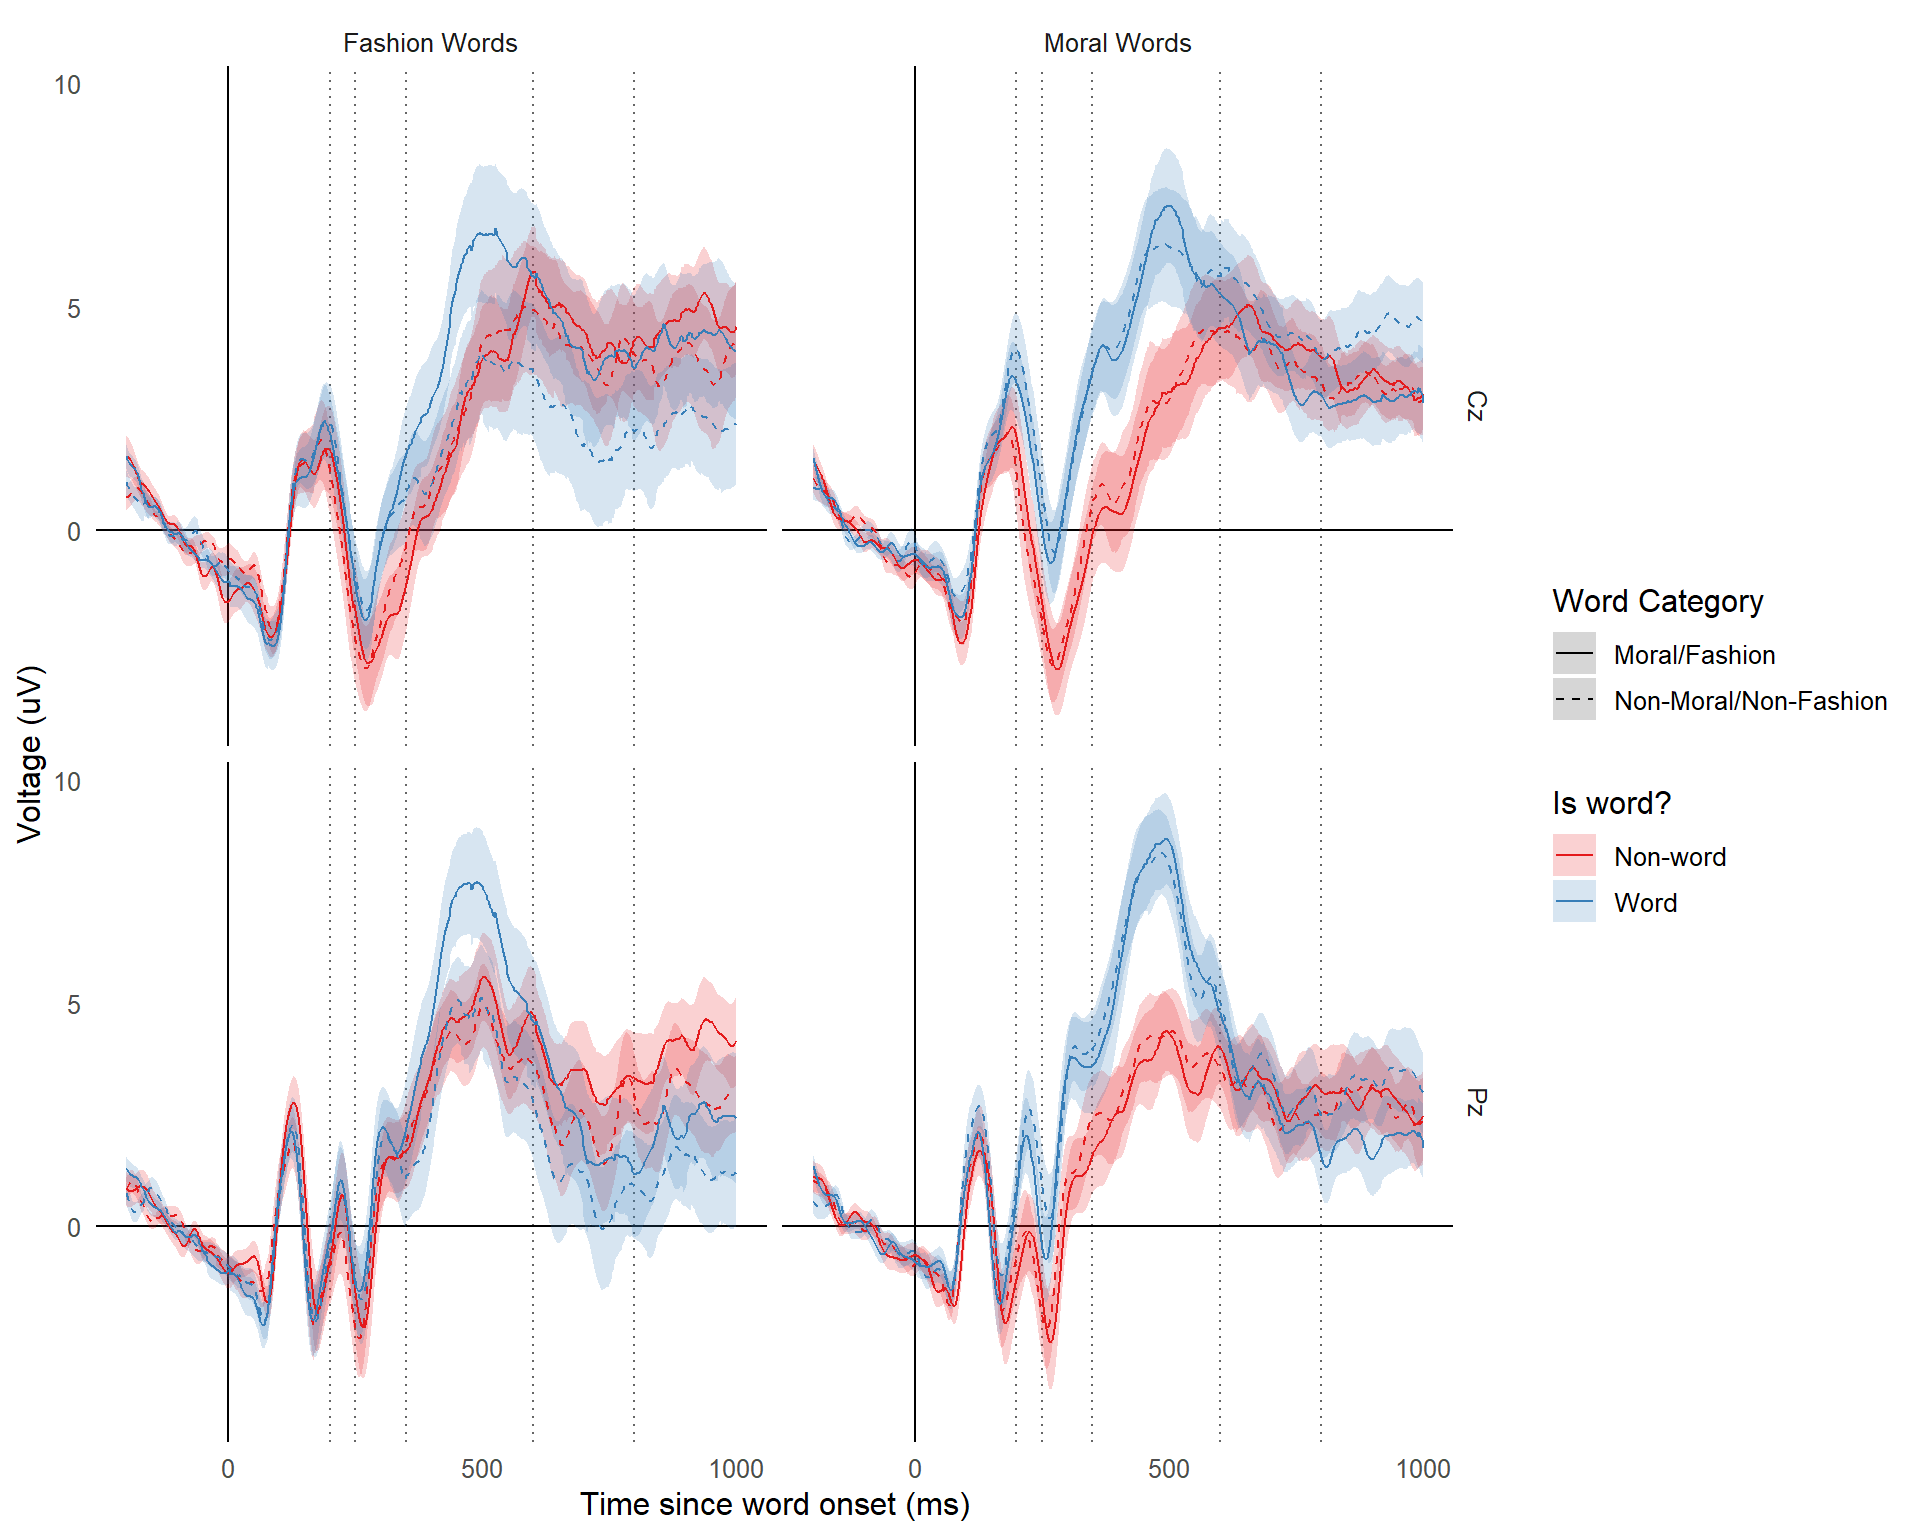 Fashion Words
Moral Words
10
5
0
Cz
10
5
0
Pz
Voltage (uV)
0
500
1000
0
500
1000
Time since word onset (ms)
Word Category
Moral/Fashion
Non-Moral/Non-Fashion
Is word?
Non-word
Word